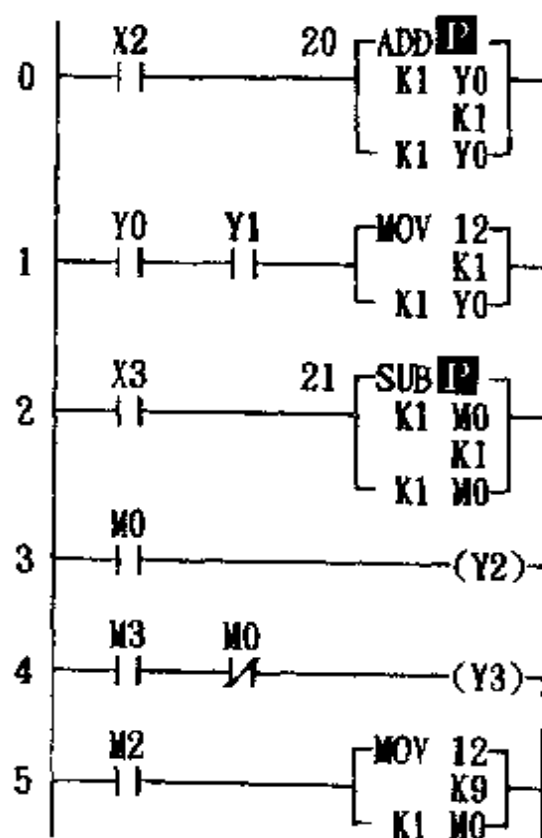 X2 20 ADD P
0 K1 Y0
K1
K1 Y0
Y0 Y1 MOV 12
1 K1
K1 Y0
X3 21 SUB P
2 K1 M0
K1
K1 M0
M0
3 (Y2)
M3 M0
4 (Y3)
M2 MOV 12
5 K9
K1 M0